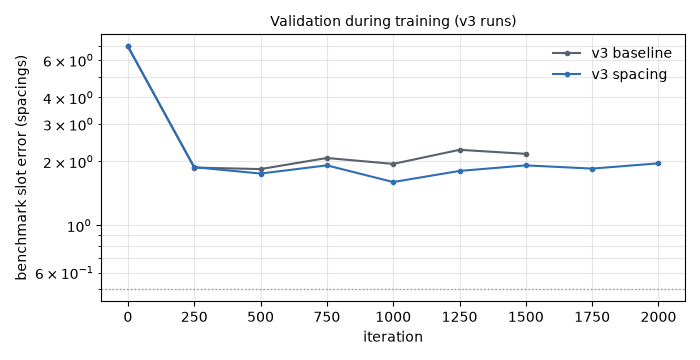 Validation during training (v3 runs)
benchmark slot error (spacings)
6 × 10⁰
4 × 10⁰
3 × 10⁰
2 × 10⁰
10⁰
6 × 10⁻¹
v3 baseline
v3 spacing
0 250 500 750 1000 1250 1500 1750 2000
iteration